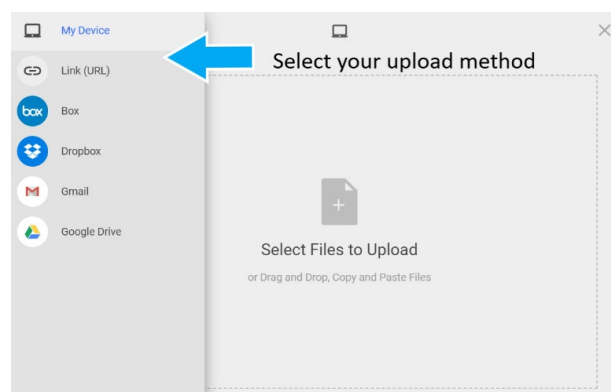 My Device
Select your upload method
Link (URL)
box
Box
Dropbox
Gmail
Google Drive
Select Files to Upload
or Drag and Drop, Copy and Paste Files